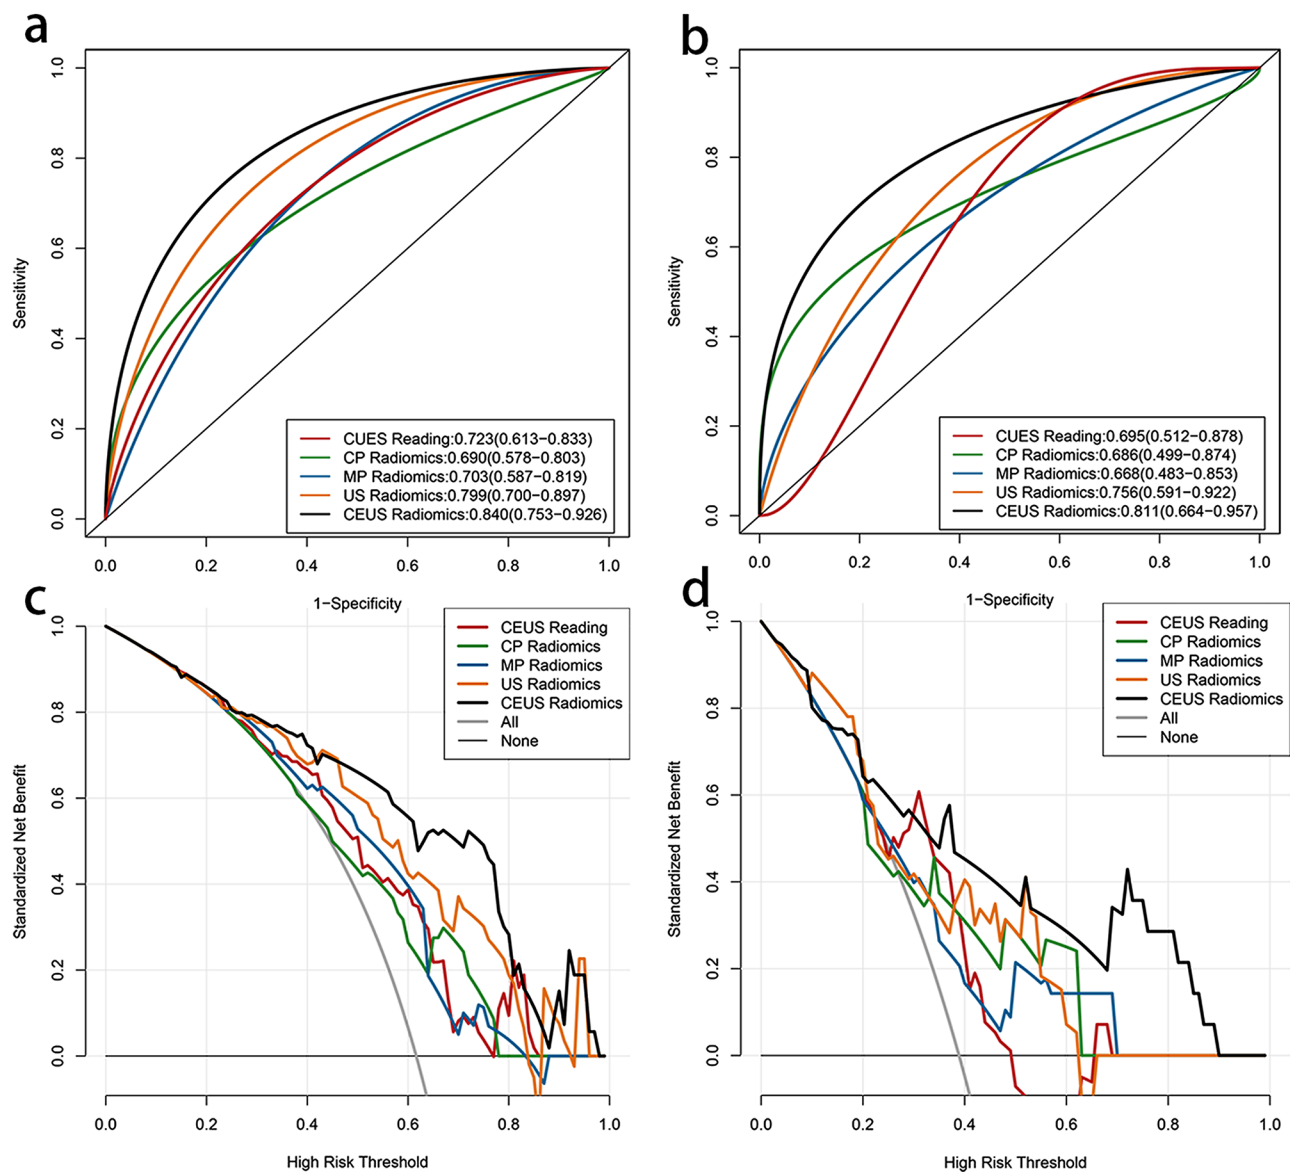 a
1.0
0.8
0.6
0.4
0.2
0.0
Sensitivity
CUES Reading:0.723(0.613−0.833)
CP Radiomics:0.690(0.578−0.803)
MP Radiomics:0.703(0.587−0.819)
US Radiomics:0.799(0.700−0.897)
CEUS Radiomics:0.840(0.753−0.926)
0.0 0.2 0.4 0.6 0.8 1.0
1−Specificity
b
1.0
0.8
0.6
0.4
0.2
0.0
Sensitivity
CUES Reading:0.695(0.512−0.878)
CP Radiomics:0.686(0.499−0.874)
MP Radiomics:0.668(0.483−0.853)
US Radiomics:0.756(0.591−0.922)
CEUS Radiomics:0.811(0.664−0.957)
0.0 0.2 0.4 0.6 0.8 1.0
1−Specificity
c
1.0
0.8
0.6
0.4
0.2
0.0
Standardized Net Benefit
CEUS Reading
CP Radiomics
MP Radiomics
US Radiomics
CEUS Radiomics
All
None
0.0 0.2 0.4 0.6 0.8 1.0
High Risk Threshold
d
1.0
0.8
0.6
0.4
0.2
0.0
Standardized Net Benefit
CEUS Reading
CP Radiomics
MP Radiomics
US Radiomics
CEUS Radiomics
All
None
0.0 0.2 0.4 0.6 0.8 1.0
High Risk Threshold